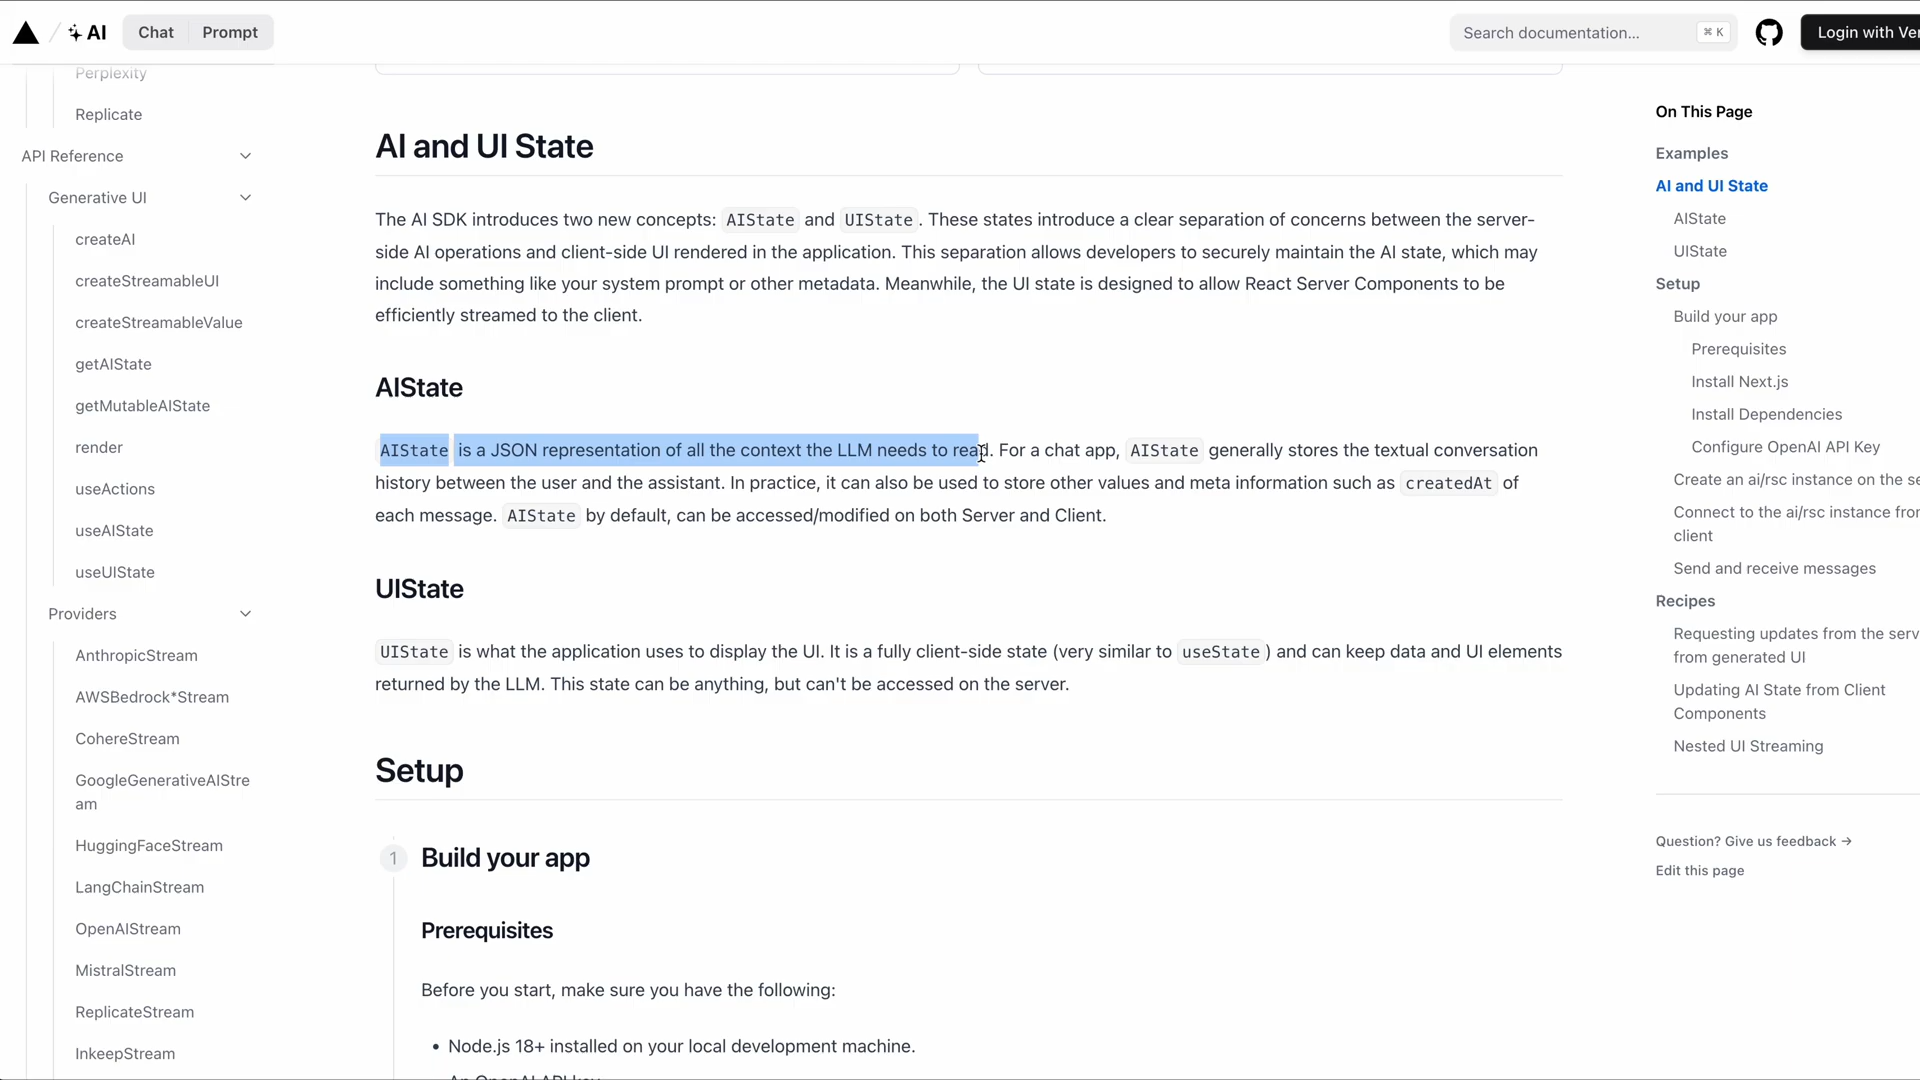 AI
Chat
Prompt
Search documentation...
⌘ K
Login with Ver
Perplexity
Replicate
API Reference
Generative UI
createAI
createStreamableUI
createStreamableValue
getAIState
getMutableAIState
render
useActions
useAIState
useUIState
Providers
AnthropicStream
AWSBedrock*Stream
CohereStream
GoogleGenerativeAIStre
am
HuggingFaceStream
LangChainStream
OpenAIStream
MistralStream
ReplicateStream
InkeepStream
AI and UI State
The AI SDK introduces two new concepts: AIState and UIState. These states introduce a clear separation of concerns between the server-
side AI operations and client-side UI rendered in the application. This separation allows developers to securely maintain the AI state, which may
include something like your system prompt or other metadata. Meanwhile, the UI state is designed to allow React Server Components to be
efficiently streamed to the client.
AIState
AIState is a JSON representation of all the context the LLM needs to read. For a chat app, AIState generally stores the textual conversation
history between the user and the assistant. In practice, it can also be used to store other values and meta information such as createdAt of
each message. AIState by default, can be accessed/modified on both Server and Client.
UIState
UIState is what the application uses to display the UI. It is a fully client-side state (very similar to useState) and can keep data and UI elements
returned by the LLM. This state can be anything, but can't be accessed on the server.
Setup
1 Build your app
Prerequisites
Before you start, make sure you have the following:
• Node.js 18+ installed on your local development machine.
An OpenAI API key
On This Page
Examples
AI and UI State
AIState
UIState
Setup
Build your app
Prerequisites
Install Next.js
Install Dependencies
Configure OpenAI API Key
Create an ai/rsc instance on the se
Connect to the ai/rsc instance from
client
Send and receive messages
Recipes
Requesting updates from the serv
from generated UI
Updating AI State from Client
Components
Nested UI Streaming
Question? Give us feedback →
Edit this page